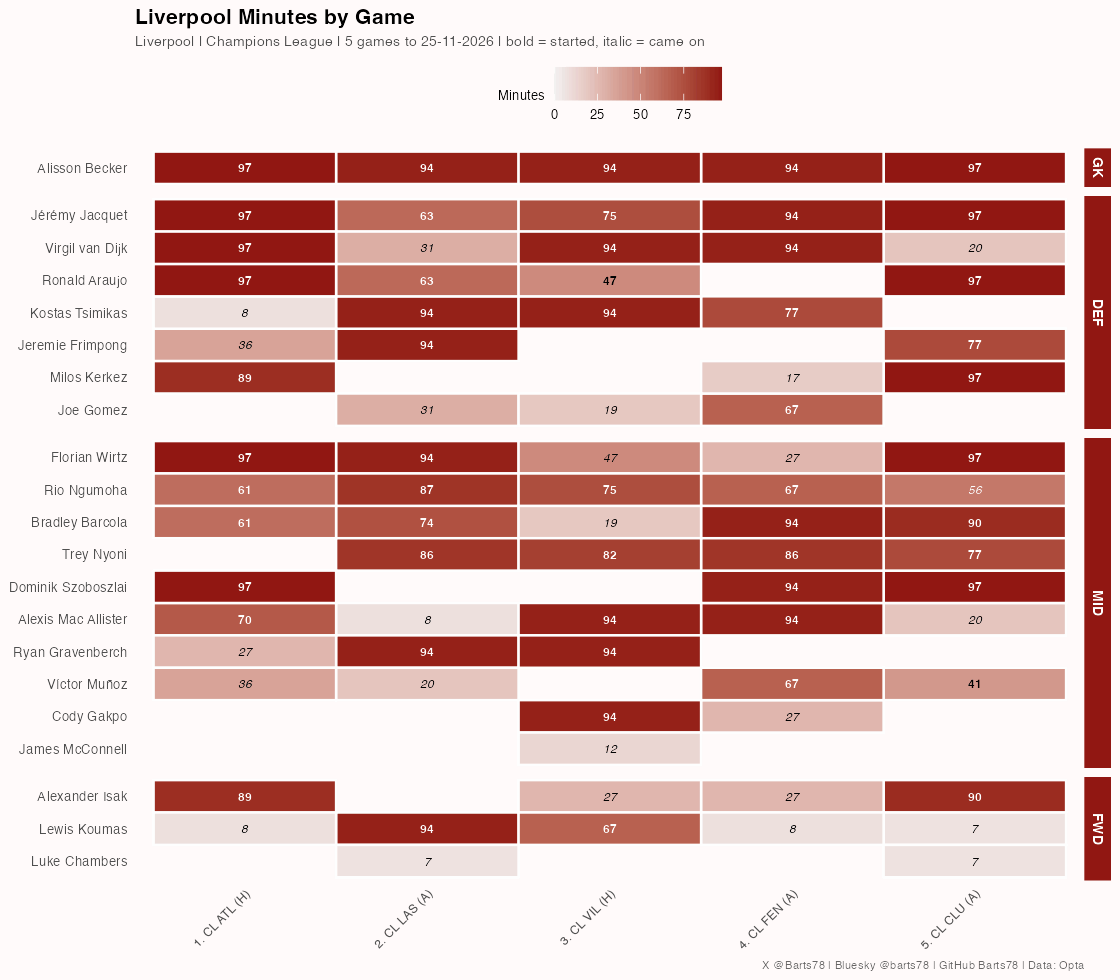 Liverpool Minutes by Game
Liverpool | Champions League | 5 games to 25-11-2026 | bold = started, italic = came on
Minutes
0 25 50 75
Alisson Becker 97 94 94 94 97 GK
Jérémy Jacquet 97 63 75 94 97
Virgil van Dijk 97 31 94 94 20
Ronald Araujo 97 63 47 97
Kostas Tsimikas 8 94 94 77
DEF
Jeremie Frimpong 36 94 77
Milos Kerkez 89 17 97
Joe Gomez 31 19 67
Florian Wirtz 97 94 47 27 97
Rio Ngumoha 61 87 75 67 56
Bradley Barcola 61 74 19 94 90
Trey Nyoni 86 82 86 77
Dominik Szoboszlai 97 94 97
MID
Alexis Mac Allister 70 8 94 94 20
Ryan Gravenberch 27 94 94
Víctor Muñoz 36 20 67 41
Cody Gakpo 94 27
James McConnell 12
Alexander Isak 89 27 27 90
Lewis Koumas 8 94 67 8 7 FWD
Luke Chambers 7 7
1. CL ATL (H) 2. CL LAS (A) 3. CL VIL (H) 4. CL FEN (A) 5. CL CLU (A)
X @Barts78 | Bluesky @barts78 | GitHub Barts78 | Data: Opta